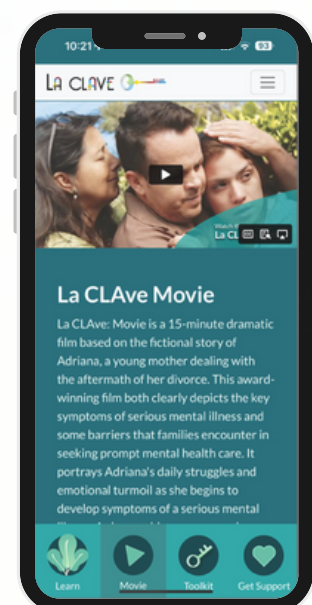 10:21
93
LA CLAVE
Watch
La CL
La CLAve Movie
La CLAve: Movie is a 15-minute dramatic
film based on the fictional story of
Adriana, a young mother dealing with
the aftermath of her divorce. This award-
winning film both clearly depicts the key
symptoms of serious mental illness and
some barriers that families encounter in
seeking prompt mental health care. It
portrays Adriana's daily struggles and
emotional turmoil as she begins to
develop symptoms of a serious mental
Learn Movie Toolkit Get Support